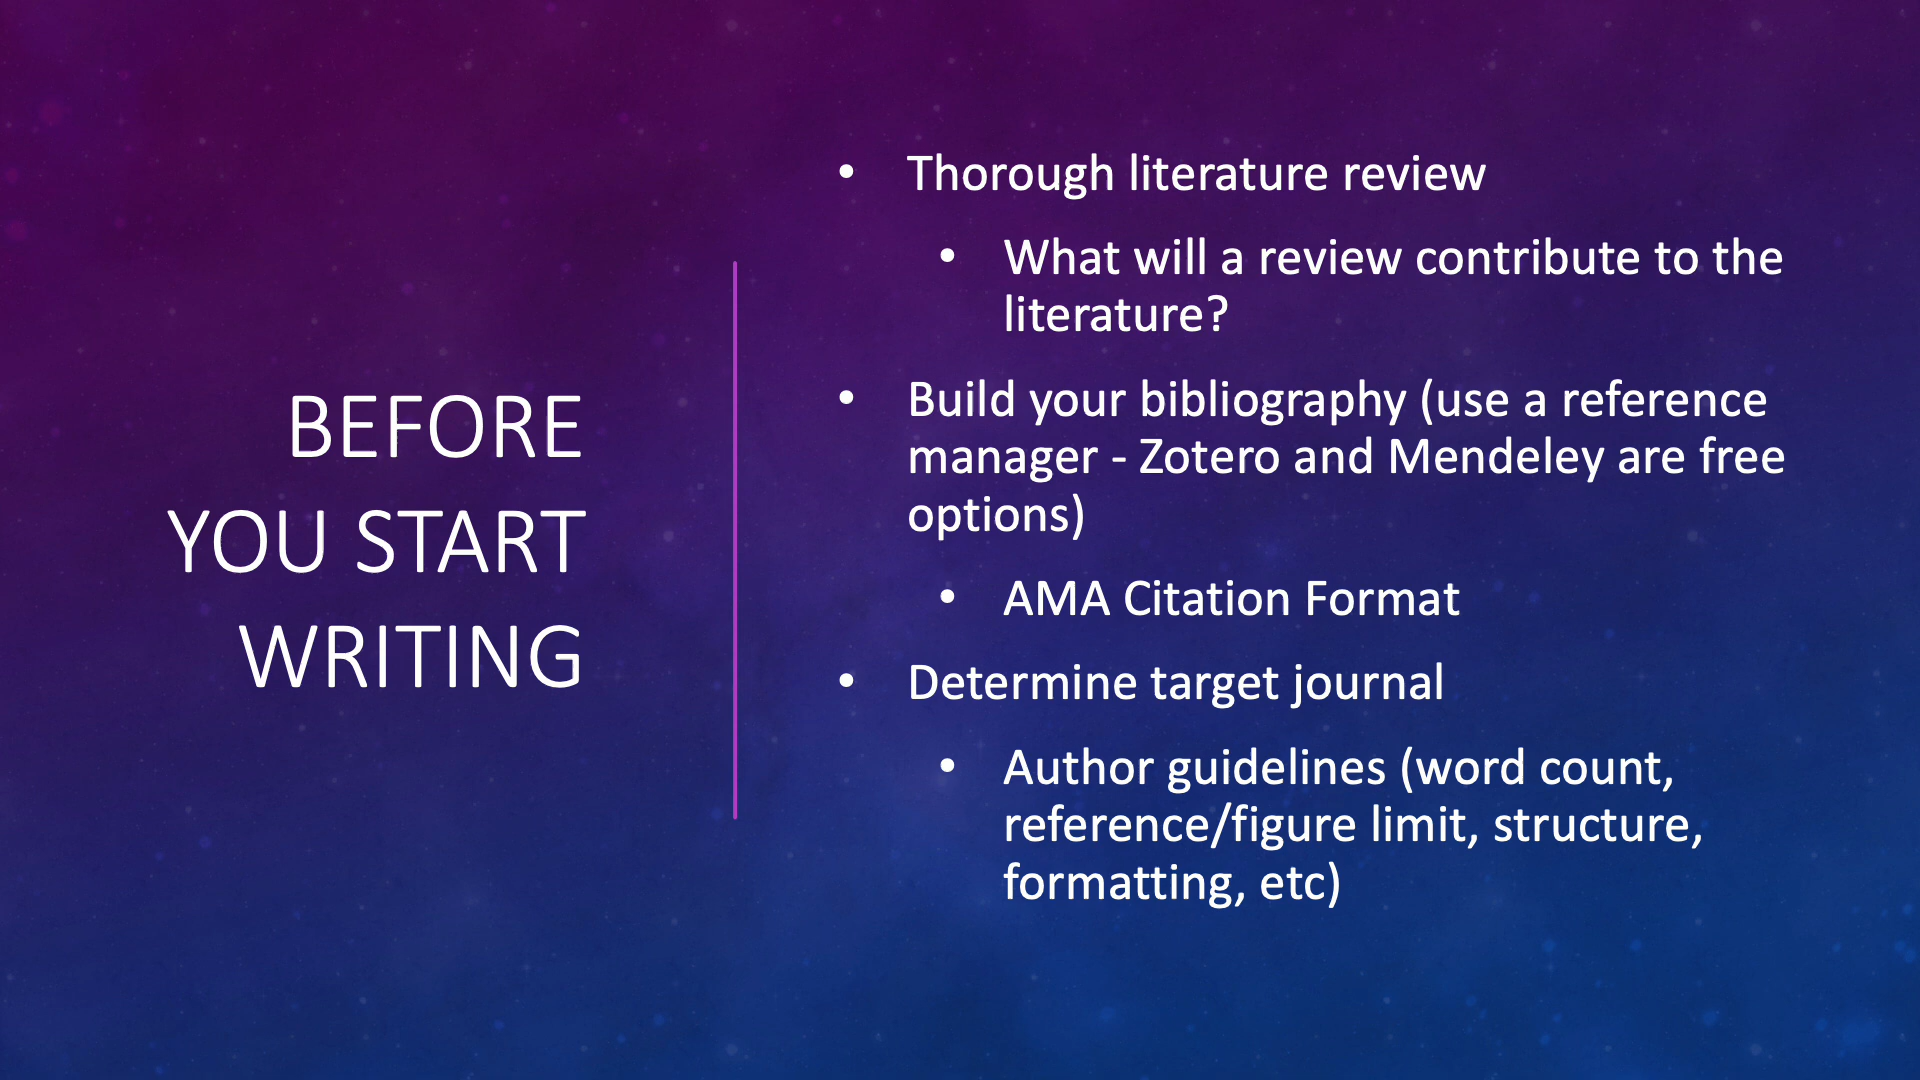 BEFORE
YOU START
WRITING
• Thorough literature review
• What will a review contribute to the
literature?
• Build your bibliography (use a reference
manager - Zotero and Mendeley are free
options)
• AMA Citation Format
• Determine target journal
• Author guidelines (word count,
reference/figure limit, structure,
formatting, etc)